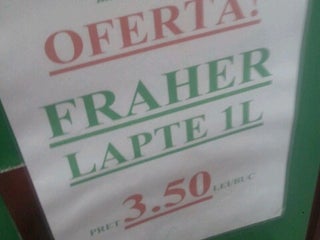 OFERTA!
FRAHER
LAPTE 1L
PRET 3.50 LEI/BUC